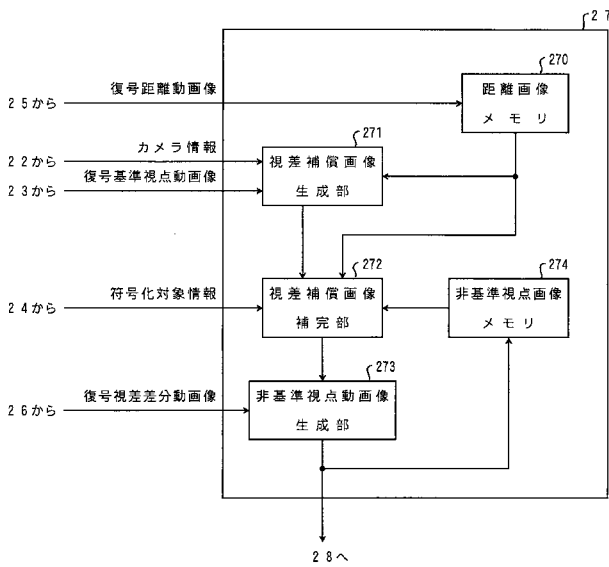 27
270
復号距離動画像
距離画像
メモリ
25から
271
カメラ情報
22から
視差補償画像
生成部
復号基準視点動画像
23から
272
274
符号化対象情報
24から
視差補償画像
補完部
非基準視点画像
メモリ
273
復号視差差分動画像
26から
非基準視点動画像
生成部
28へ